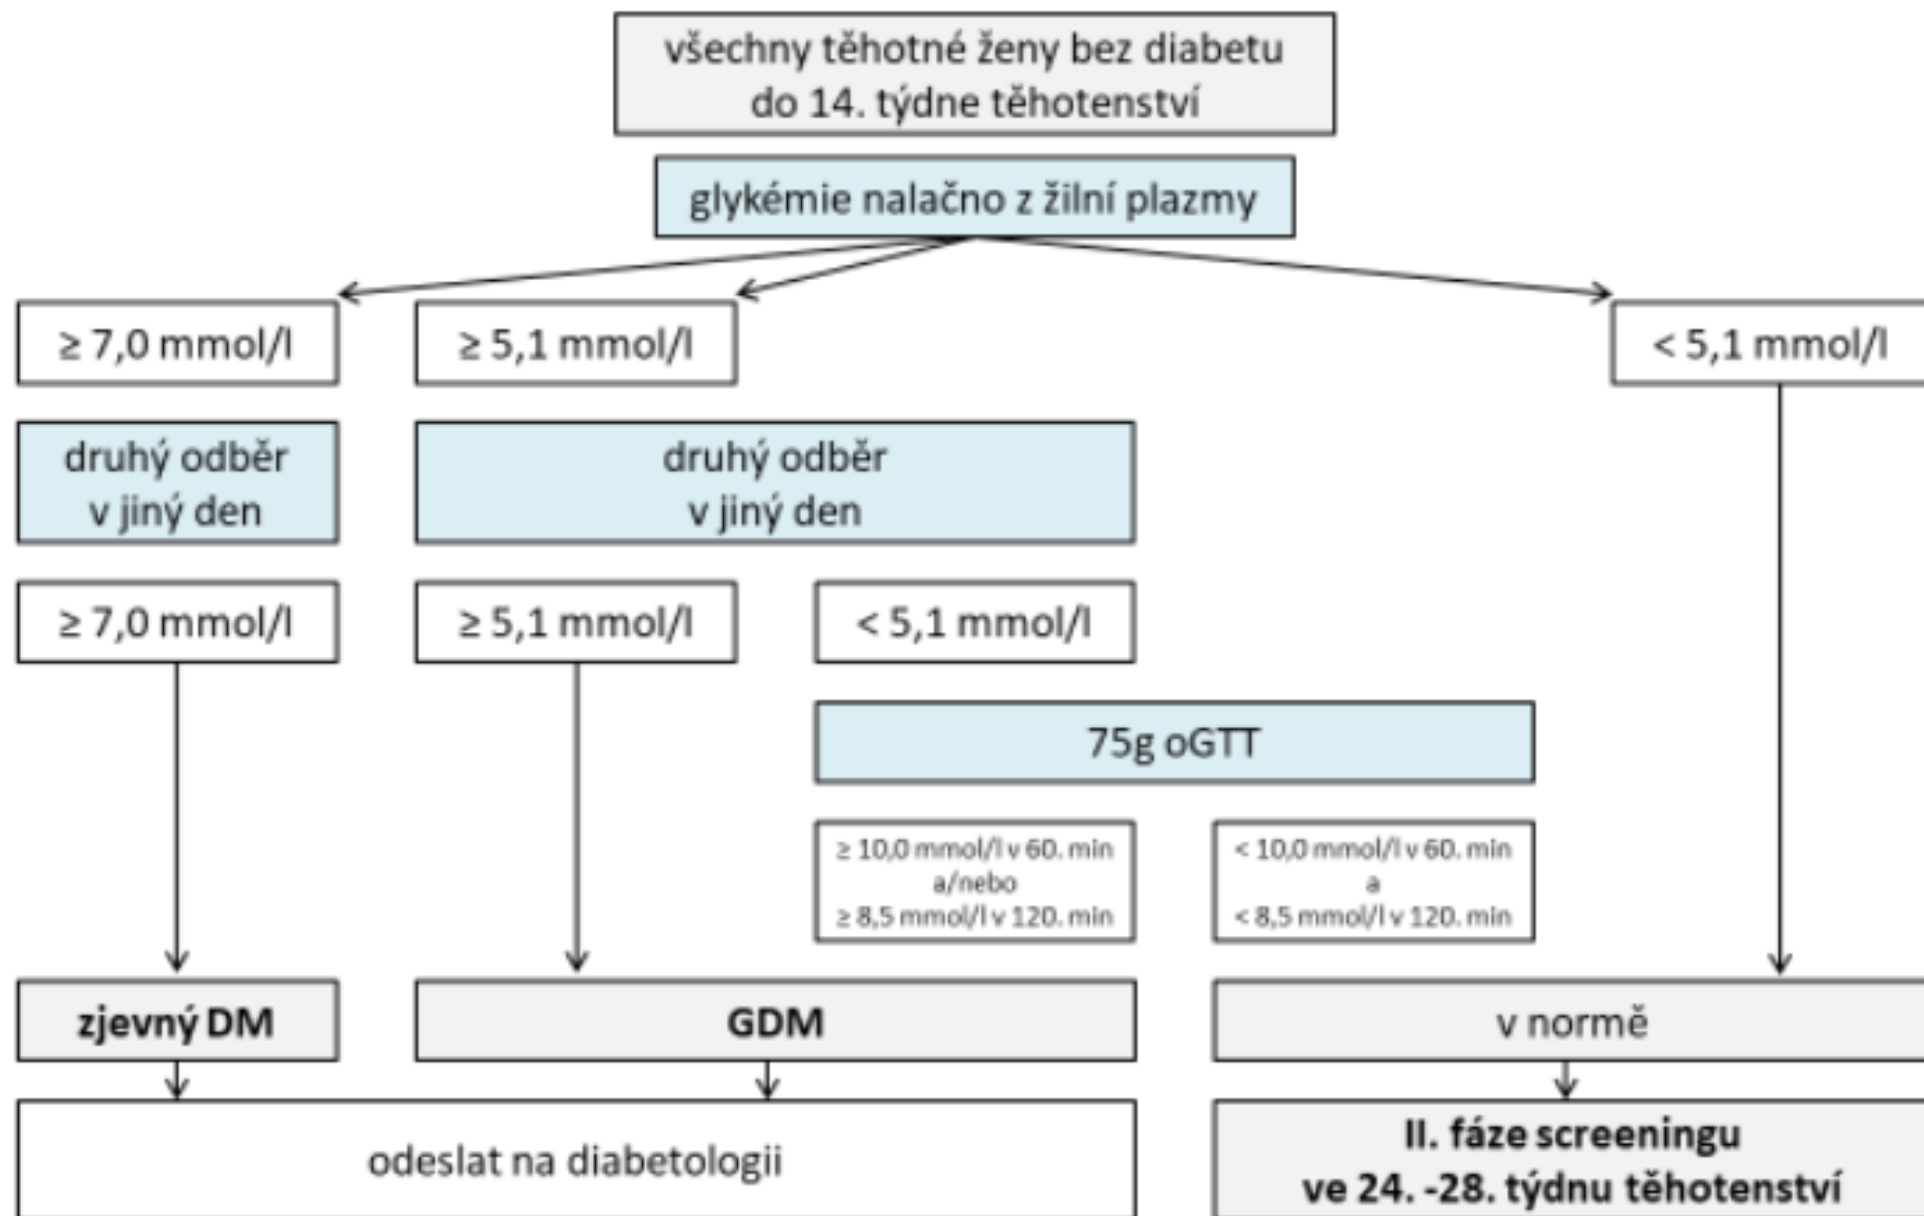 všechny těhotné ženy bez diabetu
do 14. týdne těhotenství
glykémie nalačno z žilní plazmy
≥ 7,0 mmol/l
≥ 5,1 mmol/l
< 5,1 mmol/l
druhý odběr
v jiný den
druhý odběr
v jiný den
≥ 7,0 mmol/l
≥ 5,1 mmol/l
< 5,1 mmol/l
75g oGTT
≥ 10,0 mmol/l v 60. min
a/nebo
≥ 8,5 mmol/l v 120. min
< 10,0 mmol/l v 60. min
a
< 8,5 mmol/l v 120. min
zjevný DM
GDM
v normě
odeslat na diabetologii
II. fáze screeningu
ve 24. -28. týdnu těhotenství